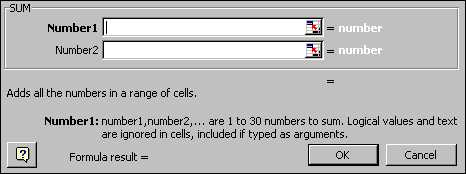 SUM
Number1 = number
Number2 = number
=
Adds all the numbers in a range of cells.
Number1: number1,number2,... are 1 to 30 numbers to sum. Logical values and text
are ignored in cells, included if typed as arguments.
? Formula result = OK Cancel